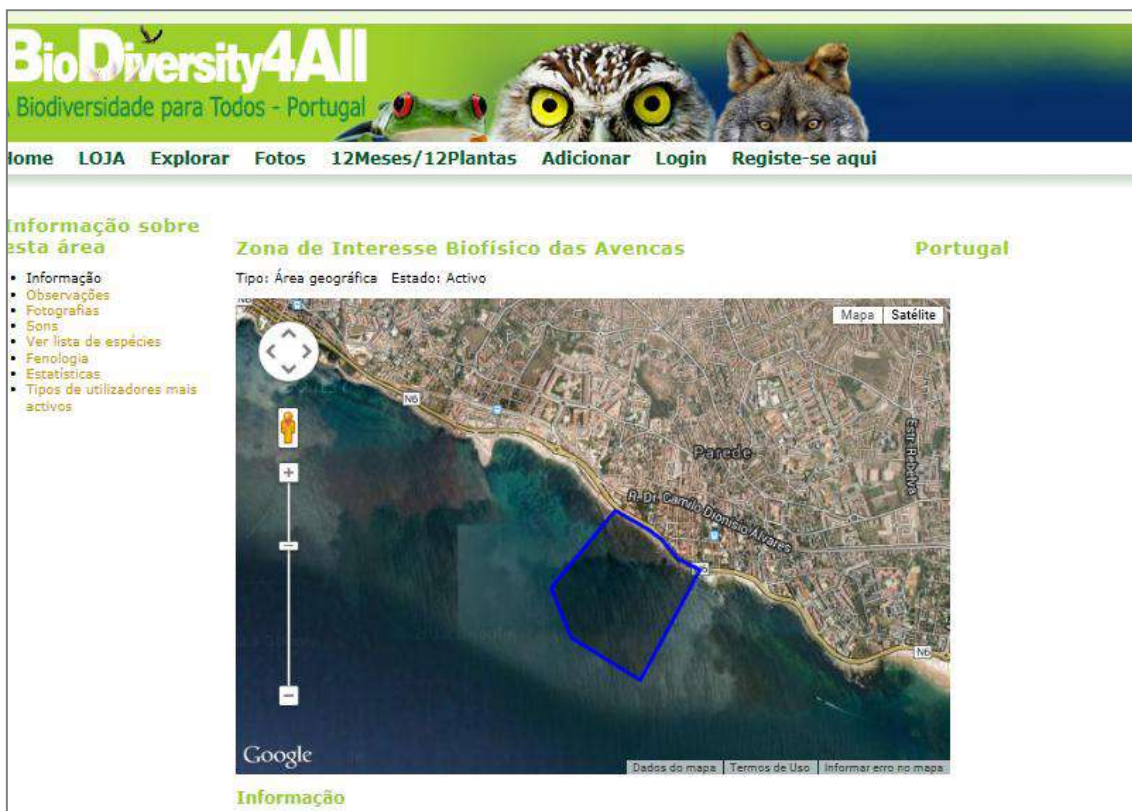 BioDiversity4All
Biodiversidade para Todos - Portugal
Home LOJA Explorar Fotos 12Meses/12Plantas Adicionar Login Registe-se aqui
Informação sobre
esta área
Informação
Observações
Fotografias
Sons
Ver lista de espécies
Fenologia
Estatísticas
Tipos de utilizadores mais
activos
Zona de Interesse Biofísico das Avencas Portugal
Tipo: Área geográfica Estado: Activo
Mapa Satélite
N6
Parede
Estr. Rebelva
R. Dr. Camilo Dionísio Álvares
N6
N6
Google
Dados do mapa Termos de Uso Informar erro no mapa
Informação